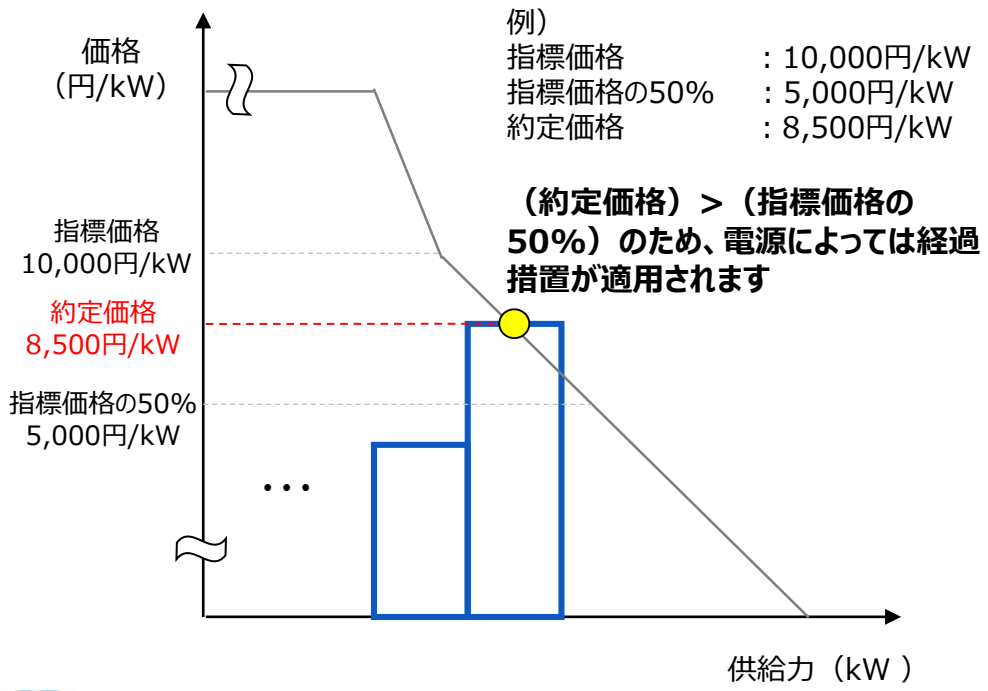 価格
（円/kW）
例）
指標価格　　　：10,000円/kW
指標価格の50%　：5,000円/kW
約定価格　　　：8,500円/kW
（約定価格）＞（指標価格の
50%）のため、電源によっては経過
措置が適用されます
指標価格
10,000円/kW
約定価格
8,500円/kW
指標価格の50%
5,000円/kW
・・・
供給力（kW ）